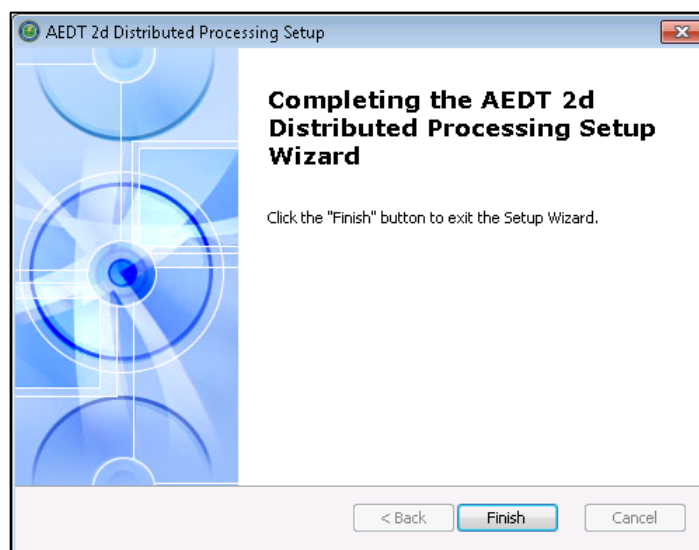 AEDT 2d Distributed Processing Setup
Completing the AEDT 2d
Distributed Processing Setup
Wizard
Click the "Finish" button to exit the Setup Wizard.
< Back
Finish
Cancel